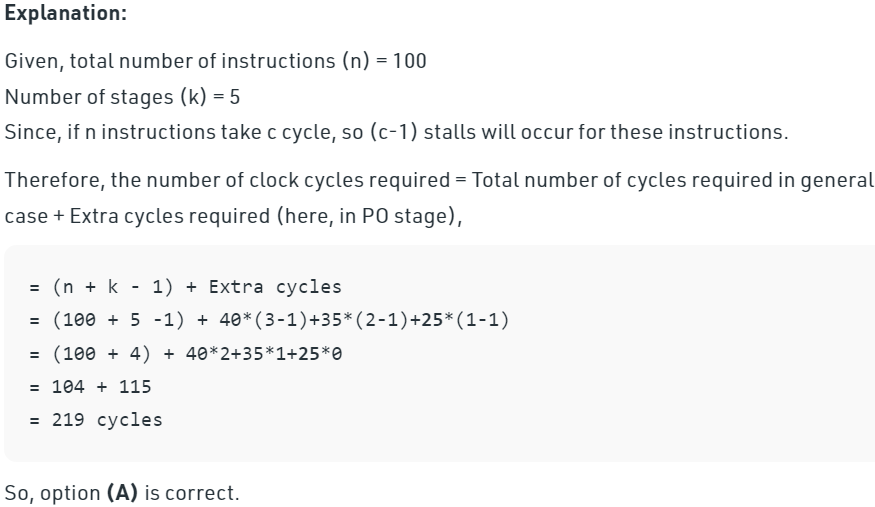 Explanation:
Given, total number of instructions (n) = 100
Number of stages (k) = 5
Since, if n instructions take c cycle, so (c-1) stalls will occur for these instructions.
Therefore, the number of clock cycles required = Total number of cycles required in general
case + Extra cycles required (here, in PO stage),
= (n + k - 1) + Extra cycles
= (100 + 5 -1) + 40*(3-1)+35*(2-1)+25*(1-1)
= (100 + 4) + 40*2+35*1+25*0
= 104 + 115
= 219 cycles
So, option (A) is correct.